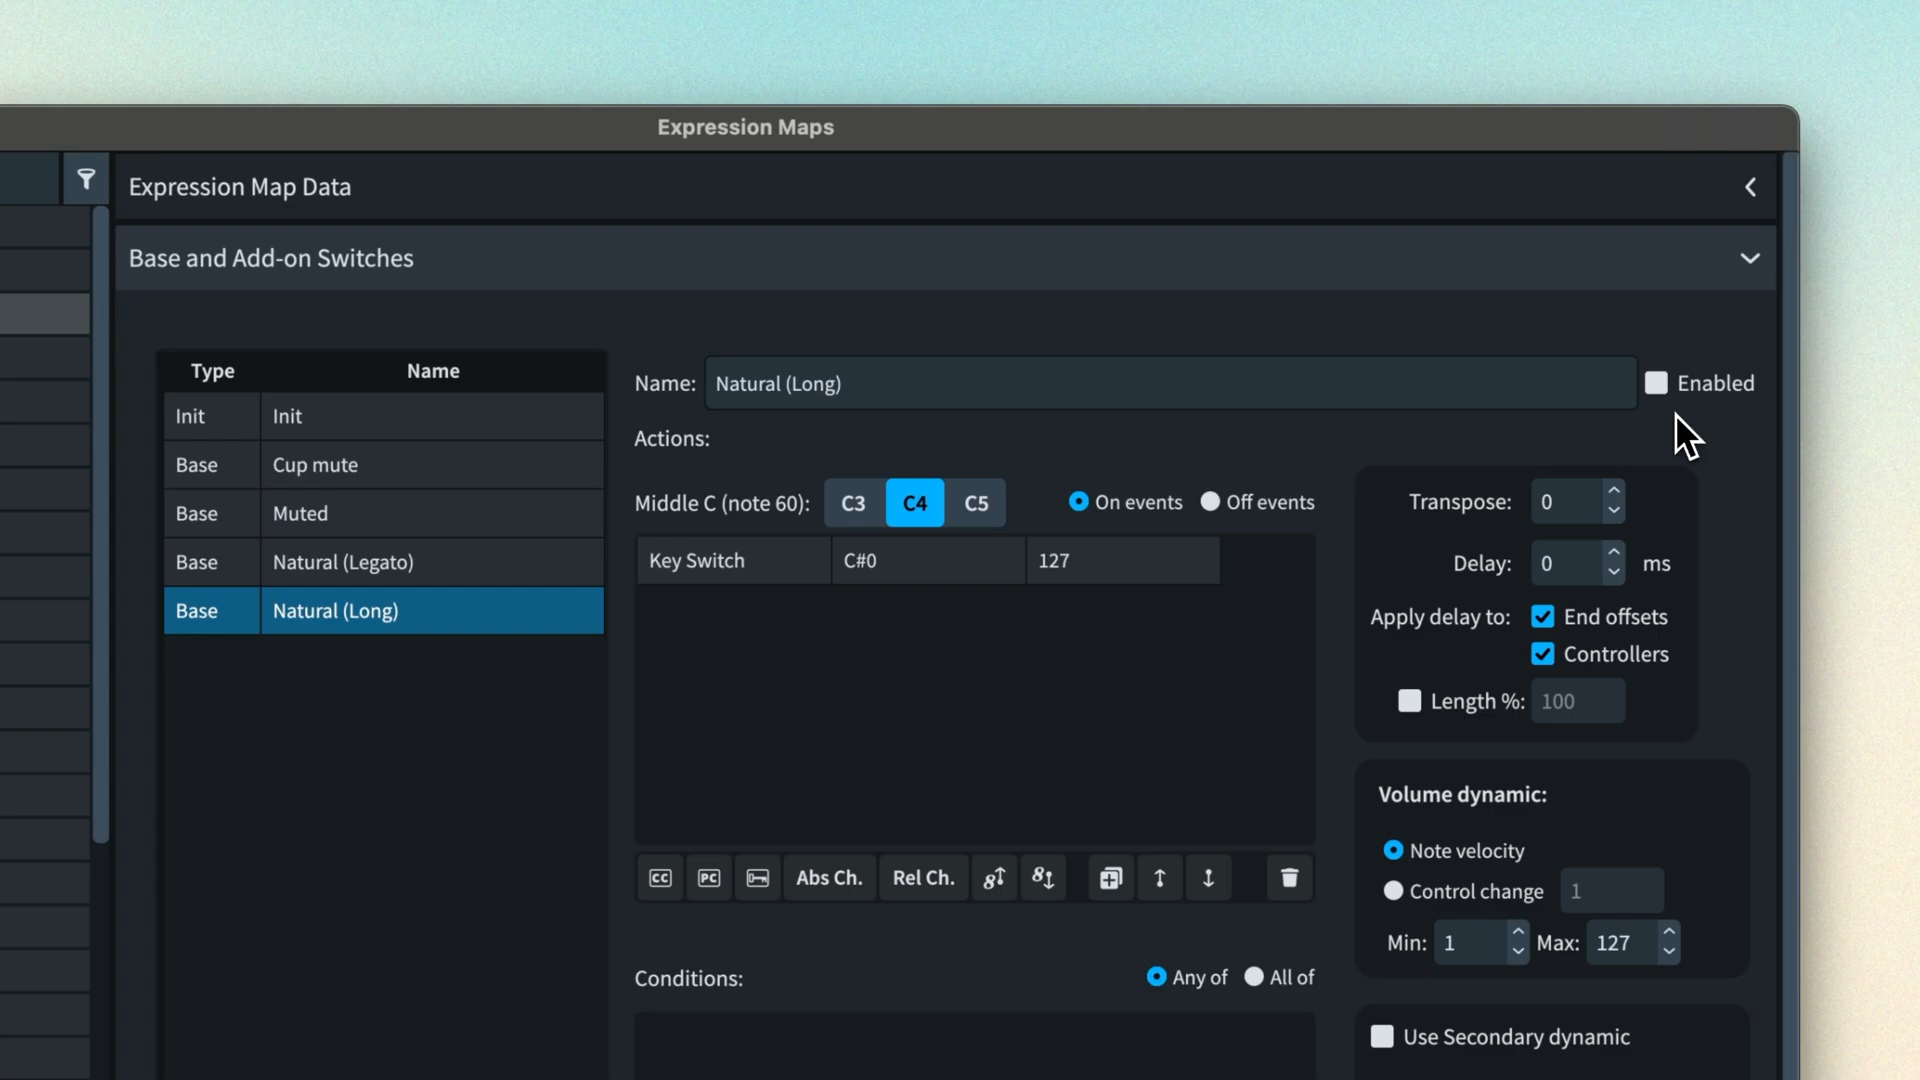 Expression Maps
Expression Map Data
Base and Add-on Switches
Type Name
Init Init
Base Cup mute
Base Muted
Base Natural (Legato)
Base Natural (Long)
Name: Natural (Long) Enabled
Actions:
Middle C (note 60): C3 C4 C5 On events Off events
Key Switch C#0 127
CC PC Abs Ch. Rel Ch. 8 8
Conditions: Any of All of
Transpose: 0
Delay: 0 ms
Apply delay to: End offsets
Controllers
Length %: 100
Volume dynamic:
Note velocity
Control change 1
Min: 1 Max: 127
Use Secondary dynamic